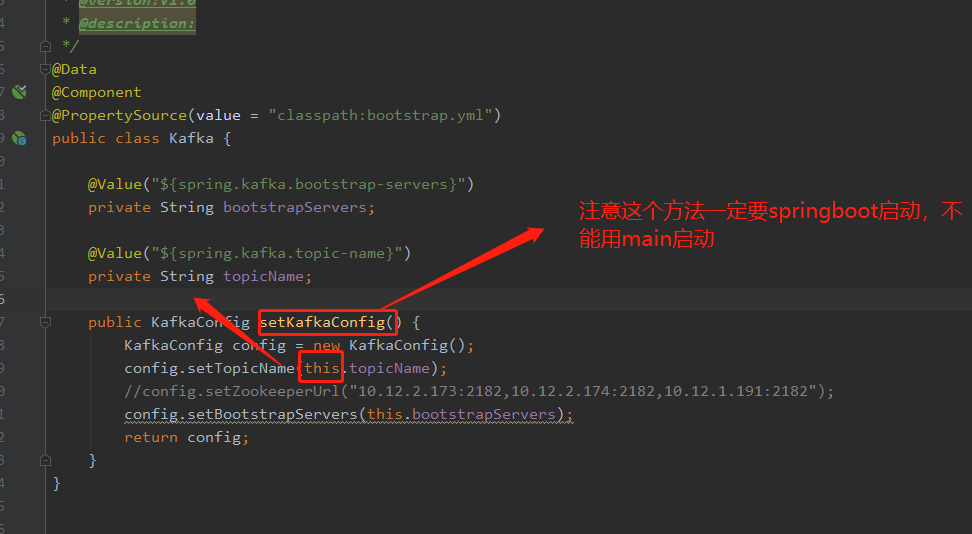 * @version:v1.0
* @description:
*/
@Data
@Component
@PropertySource(value = "classpath:bootstrap.yml")
public class Kafka {
@Value("${spring.kafka.bootstrap-servers}")
private String bootstrapServers;
注意这个方法一定要springboot启动，不
能用main启动
@Value("${spring.kafka.topic-name}")
private String topicName;
public KafkaConfig setKafkaConfig() {
KafkaConfig config = new KafkaConfig();
config.setTopicName(this.topicName);
//config.setZookeeperUrl("10.12.2.173:2182,10.12.2.174:2182,10.12.1.191:2182");
config.setBootstrapServers(this.bootstrapServers);
return config;
}
}